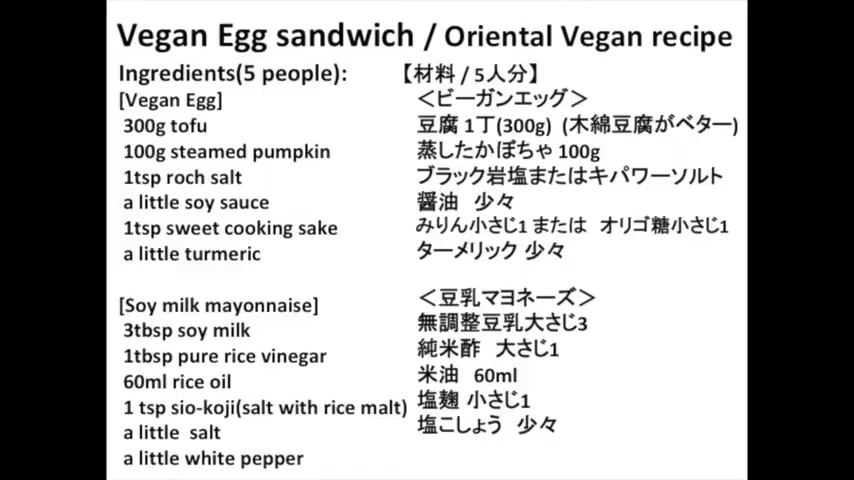 Vegan Egg sandwich / Oriental Vegan recipe
Ingredients(5 people):
[Vegan Egg]
300g tofu
100g steamed pumpkin
1tsp roch salt
a little soy sauce
1tsp sweet cooking sake
a little turmeric
[Soy milk mayonnaise]
3tbsp soy milk
1tbsp pure rice vinegar
60ml rice oil
1 tsp sio-koji(salt with rice malt)
a little salt
a little white pepper
【材料 / 5人分】
＜ビーガンエッグ＞
豆腐 1丁(300g) (木綿豆腐がベター)
蒸したかぼちゃ 100g
ブラック岩塩またはキパワーソルト
醤油 少々
みりん小さじ1 または オリゴ糖小さじ1
ターメリック 少々
＜豆乳マヨネーズ＞
無調整豆乳大さじ3
純米酢 大さじ1
米油 60ml
塩麹 小さじ1
塩こしょう 少々